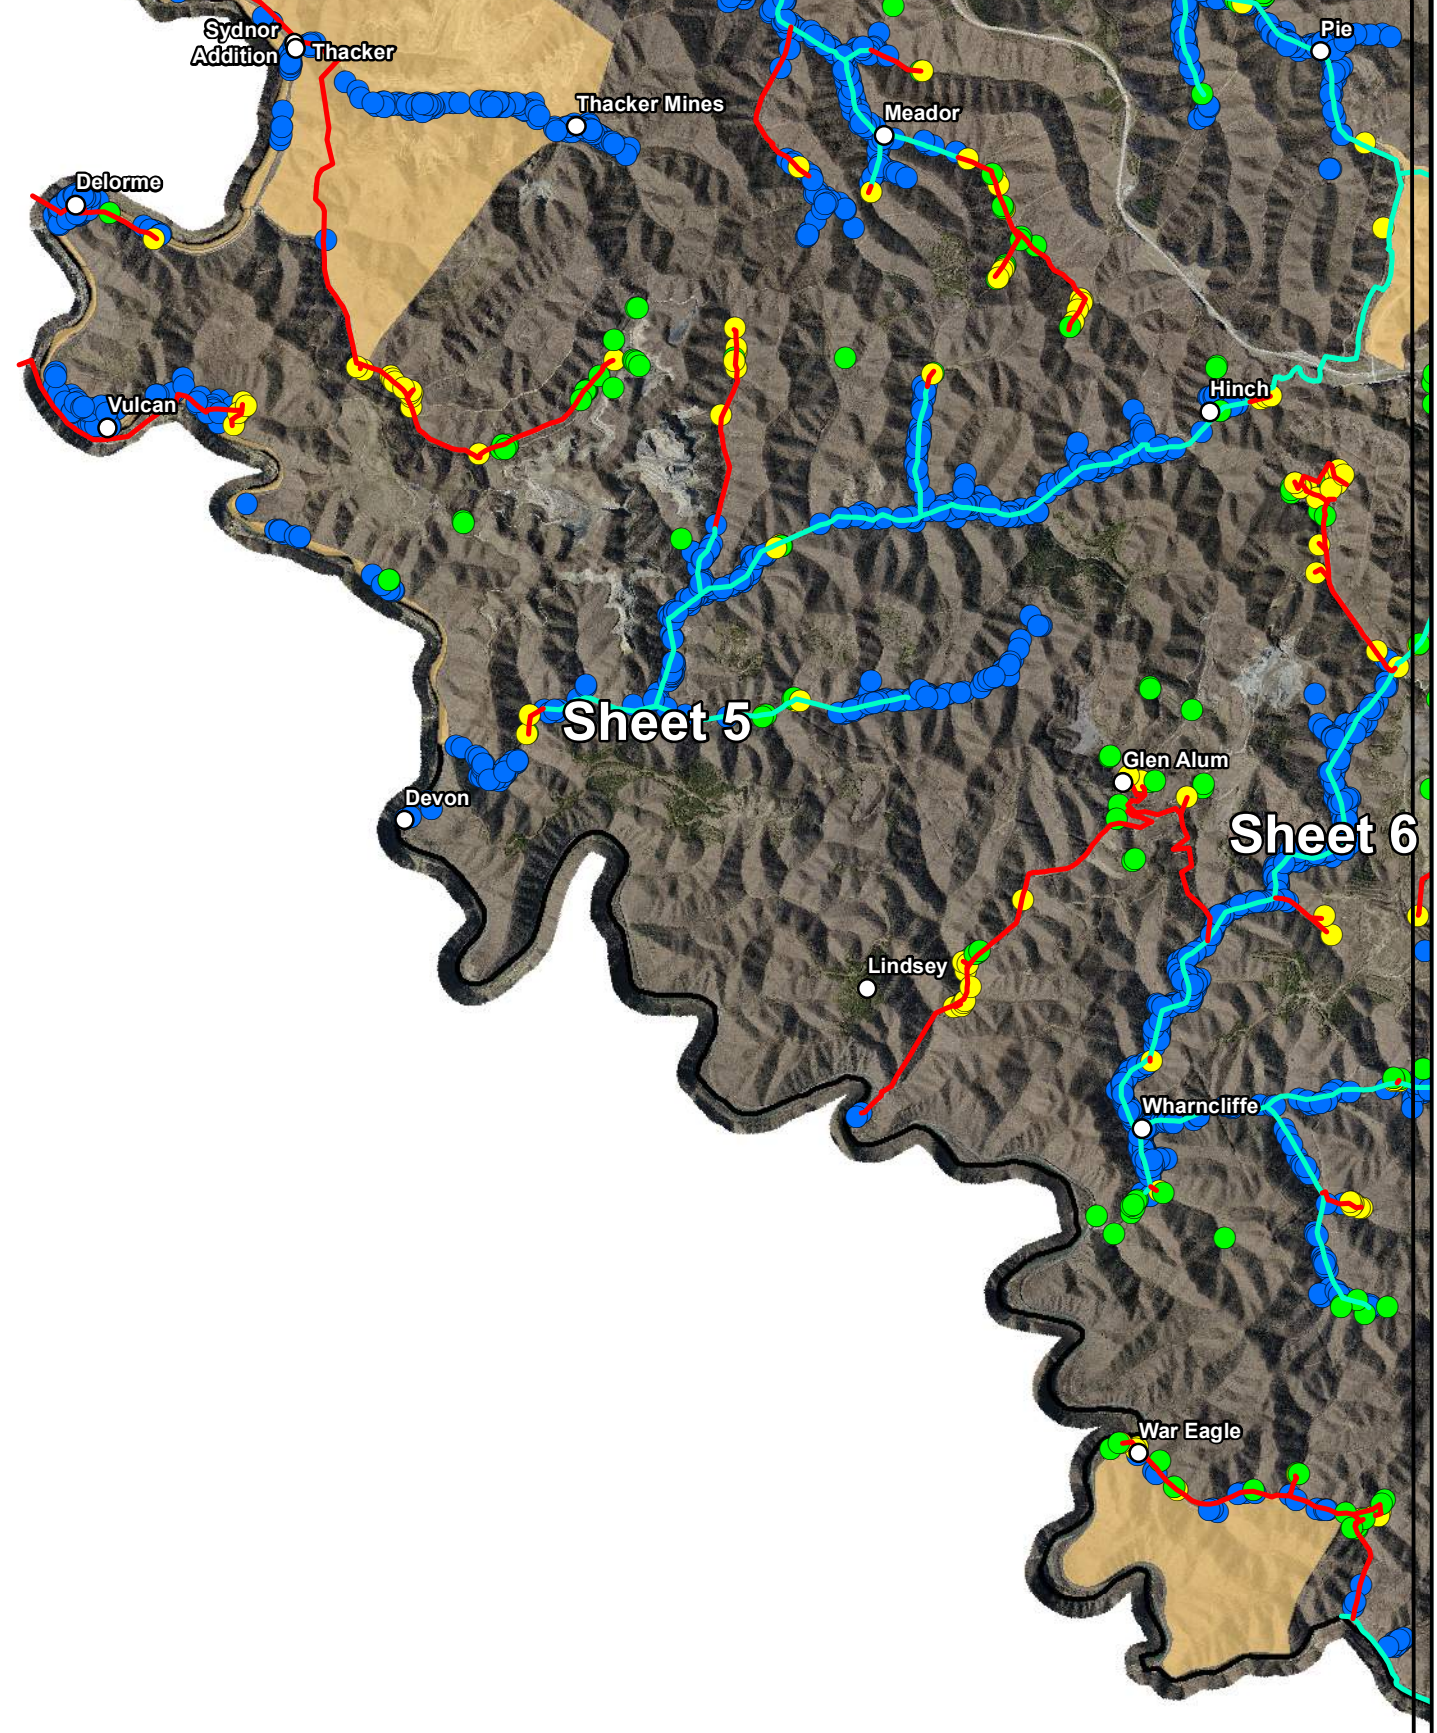 Pie
Sydnor
Addition
Thacker
Thacker Mines
Meador
Delorme
Hinch
Vulcan
Sheet 5
Glen Alum
Devon
Sheet 6
Lindsey
Wharncliffe
War Eagle